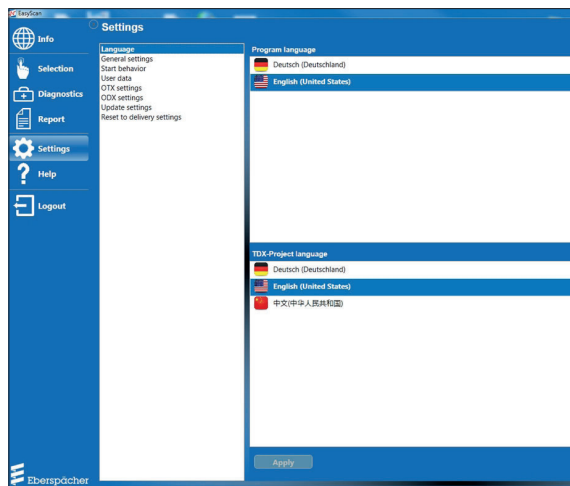 EasyScan
Info
Selection
Diagnostics
Report
Settings
Help
Logout
Eberspächer
Settings
Language
General settings
Start behavior
User data
OTX settings
ODX settings
Update settings
Reset to delivery settings
Program language
Deutsch (Deutschland)
English (United States)
TDX-Project language
Deutsch (Deutschland)
English (United States)
中文(中华人民共和国)
Apply